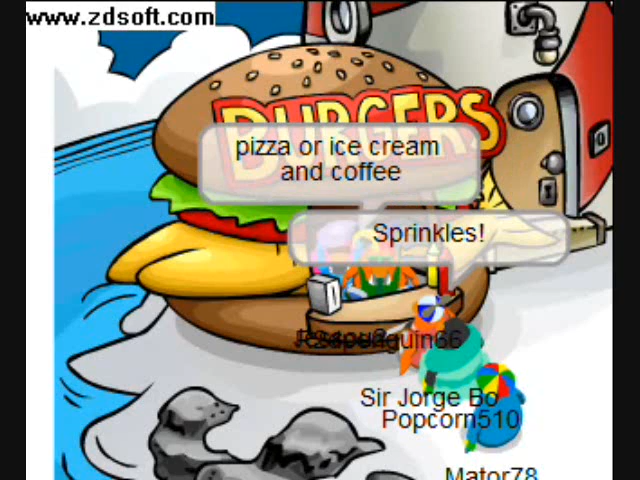 www.zdsoft.com
BURGERS
pizza or ice cream
and coffee
Sprinkles!
Sir Jorge Bo
Popcorn510
Mator78